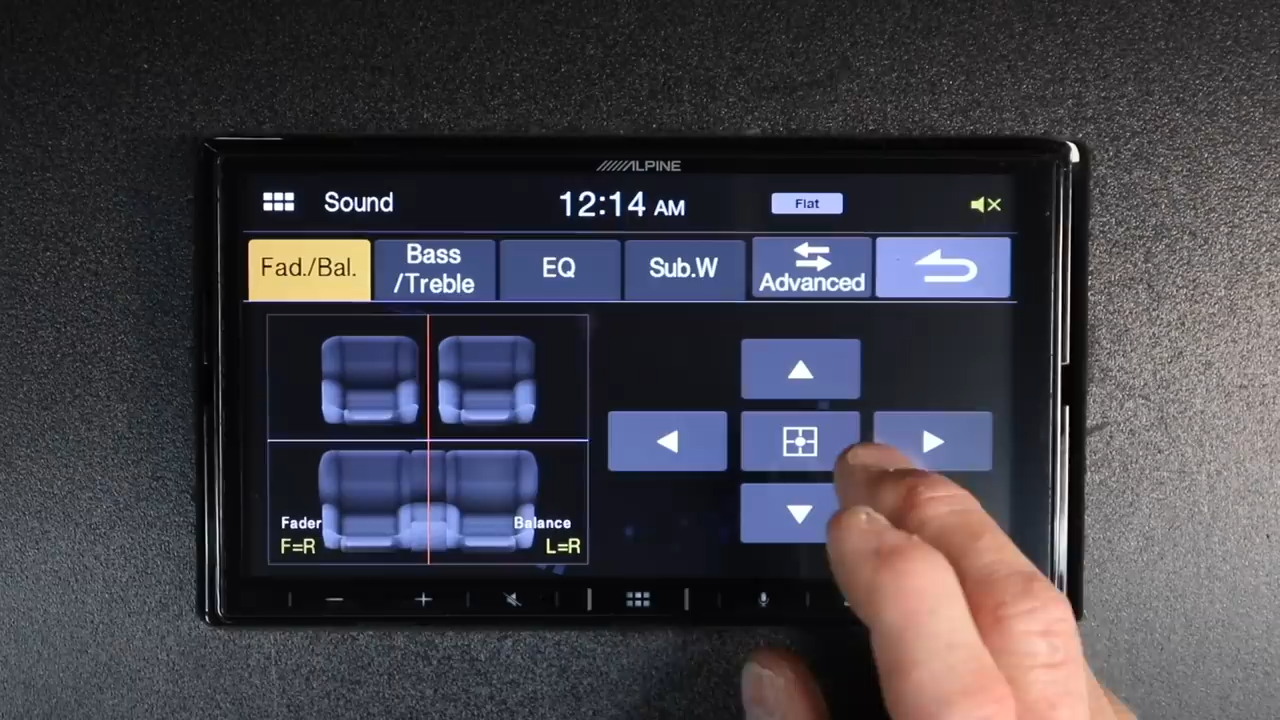 ALPINE
Sound
12:14 AM
Flat
Fad./Bal.
Bass
/Treble
EQ
Sub.W
Advanced
Fader
F=R
Balance
L=R